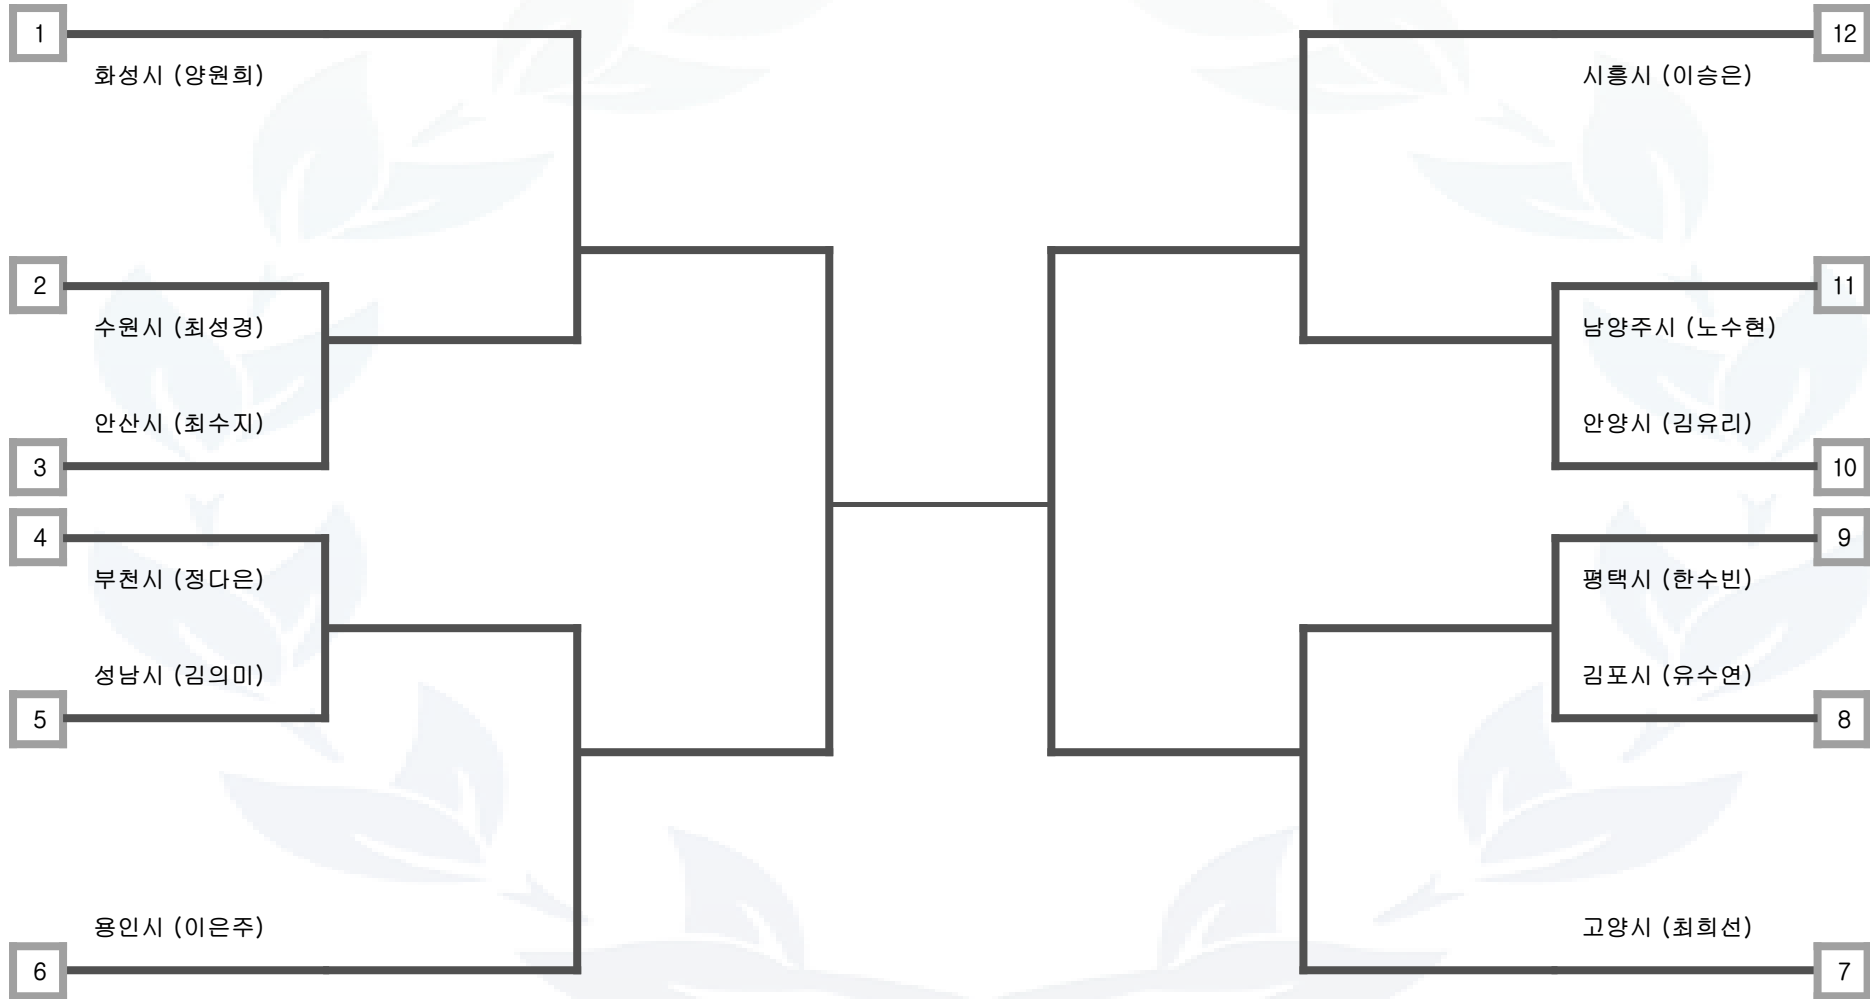 1
화성시 (양원희)
2
수원시 (최성경)
안산시 (최수지)
3
4
부천시 (정다은)
성남시 (김의미)
5
용인시 (이은주)
6
12
시흥시 (이승은)
11
남양주시 (노수현)
안양시 (김유리)
10
9
평택시 (한수빈)
김포시 (유수연)
8
고양시 (최희선)
7